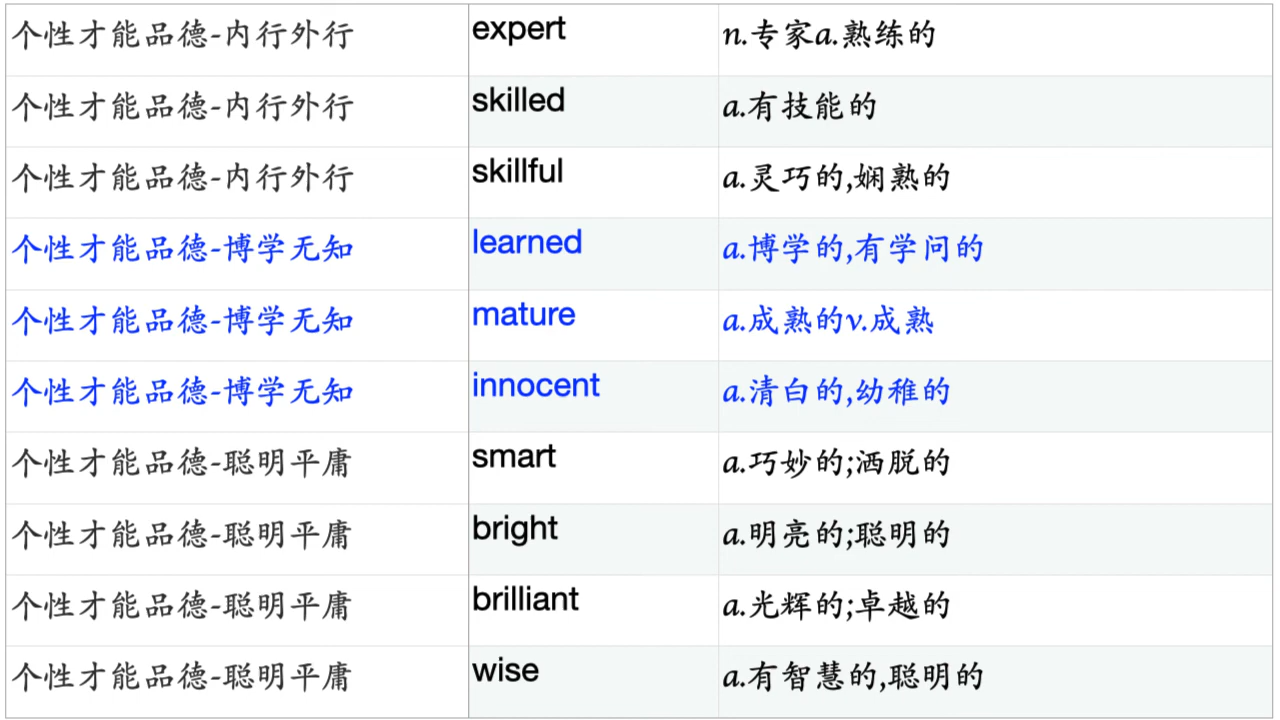 个性才能品德-内行外行 expert n.专家a.熟练的
个性才能品德-内行外行 skilled a.有技能的
个性才能品德-内行外行 skillful a.灵巧的,娴熟的
个性才能品德-博学无知 learned a.博学的,有学问的
个性才能品德-博学无知 mature a.成熟的v.成熟
个性才能品德-博学无知 innocent a.清白的,幼稚的
个性才能品德-聪明平庸 smart a.巧妙的;洒脱的
个性才能品德-聪明平庸 bright a.明亮的;聪明的
个性才能品德-聪明平庸 brilliant a.光辉的;卓越的
个性才能品德-聪明平庸 wise a.有智慧的,聪明的